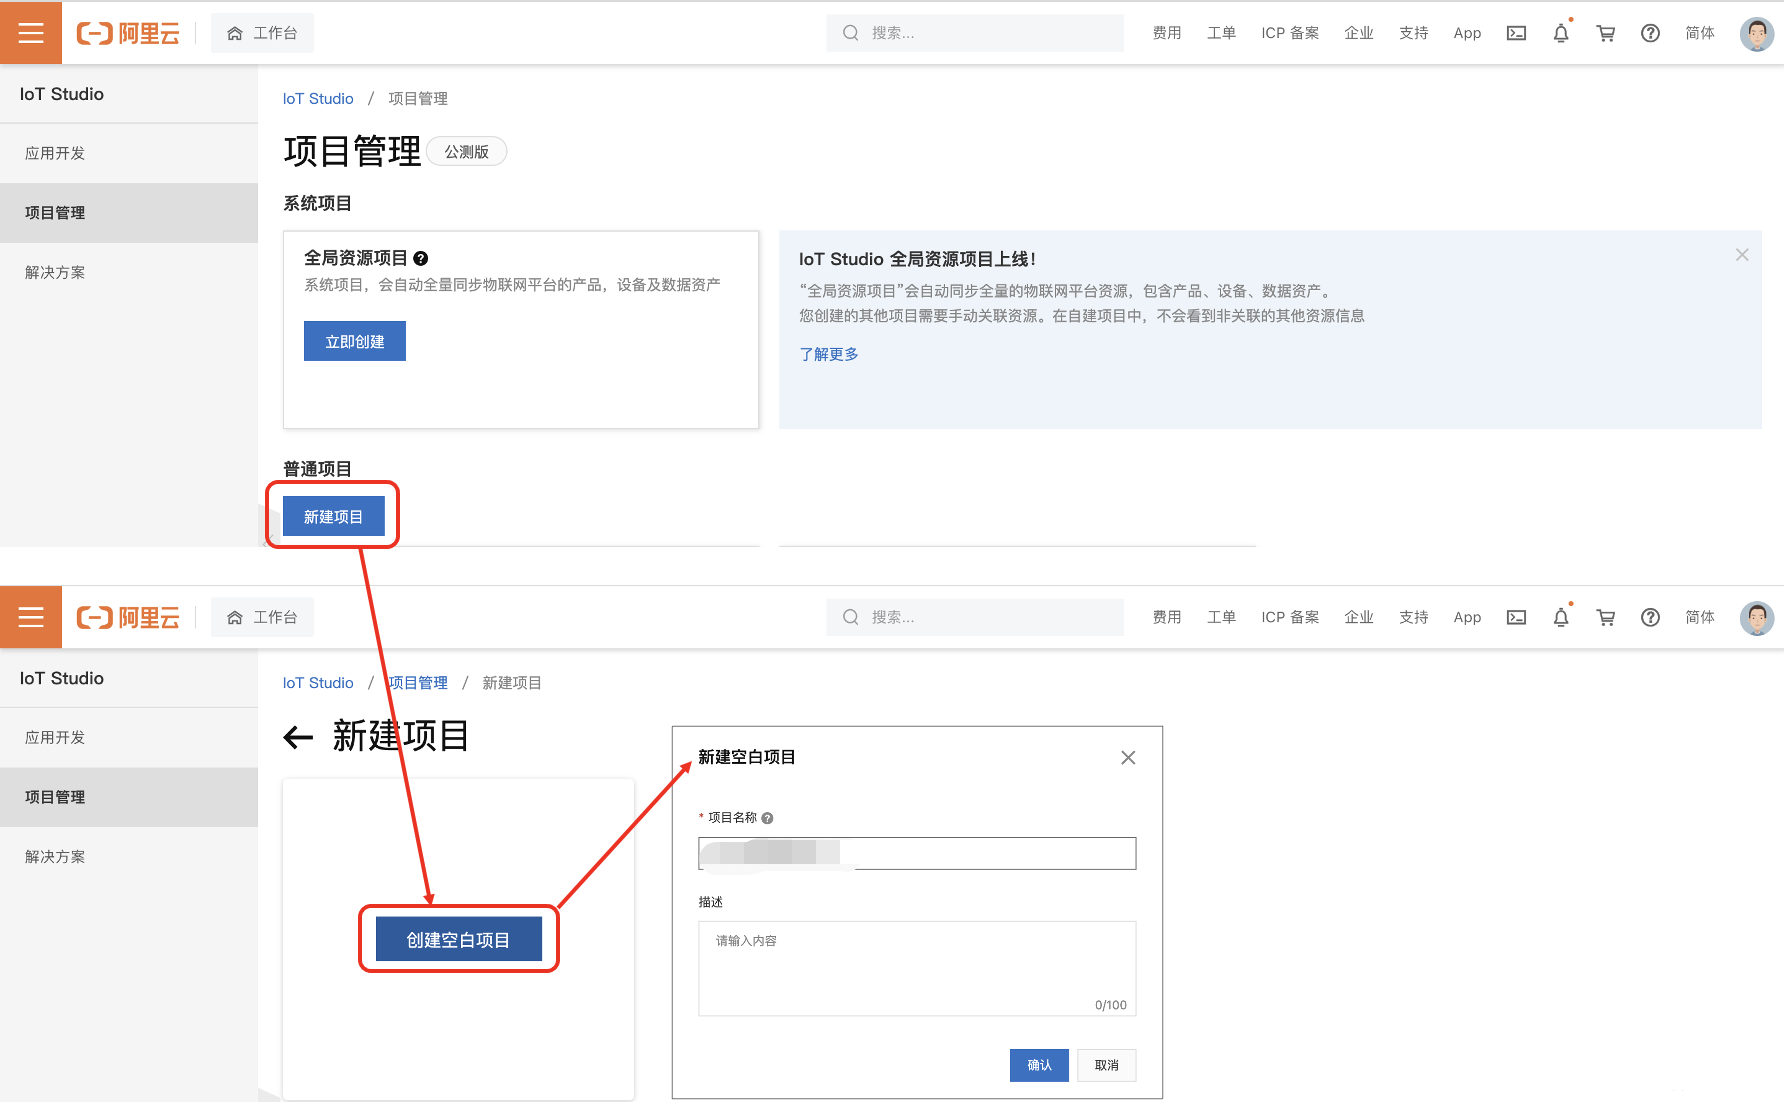 阿里云 工作台 搜索... 费用 工单 ICP 备案 企业 支持 App 简体
IoT Studio
应用开发
项目管理
解决方案
IoT Studio / 项目管理
项目管理 公测版
系统项目
全局资源项目
系统项目，会自动全量同步物联网平台的产品，设备及数据资产
立即创建
IoT Studio 全局资源项目上线！
“全局资源项目”会自动同步全量的物联网平台资源，包含产品、设备、数据资产。
您创建的其他项目需要手动关联资源。在自建项目中，不会看到非关联的其他资源信息
了解更多
普通项目
新建项目
阿里云 工作台 搜索... 费用 工单 ICP 备案 企业 支持 App 简体
IoT Studio
应用开发
项目管理
解决方案
IoT Studio / 项目管理 / 新建项目
新建项目
创建空白项目
新建空白项目
* 项目名称
描述
请输入内容
0/100
确认 取消